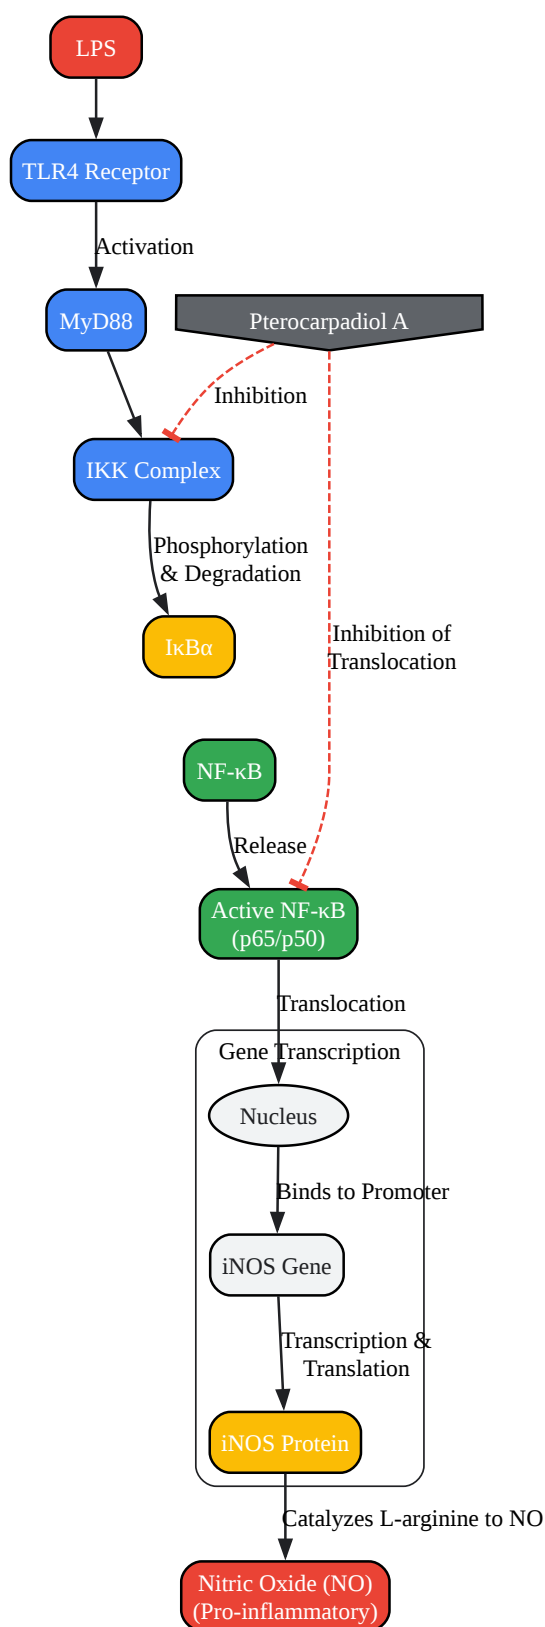 LPS
TLR4 Receptor
Activation
MyD88
Pterocarpadiol A
Inhibition
IKK Complex
Phosphorylation
& Degradation
IκBα
Inhibition of
Translocation
NF-κB
Release
Active NF-κB
(p65/p50)
Translocation
Gene Transcription
Nucleus
Binds to Promoter
iNOS Gene
Transcription &
Translation
iNOS Protein
Catalyzes L-arginine to NO
Nitric Oxide (NO)
(Pro-inflammatory)